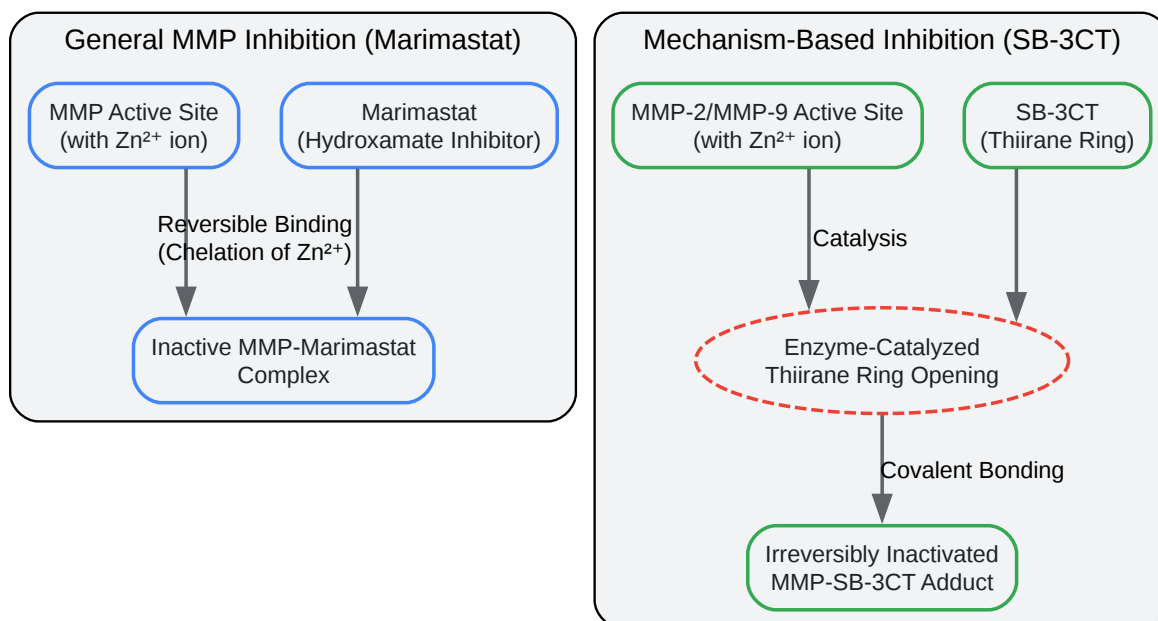 General MMP Inhibition (Marimastat)
MMP Active Site
(with Zn²⁺ ion)
Marimastat
(Hydroxamate Inhibitor)
Reversible Binding
(Chelation of Zn²⁺)
Inactive MMP-Marimastat
Complex
Mechanism-Based Inhibition (SB-3CT)
MMP-2/MMP-9 Active Site
(with Zn²⁺ ion)
SB-3CT
(Thiirane Ring)
Catalysis
Enzyme-Catalyzed
Thiirane Ring Opening
Covalent Bonding
Irreversibly Inactivated
MMP-SB-3CT Adduct